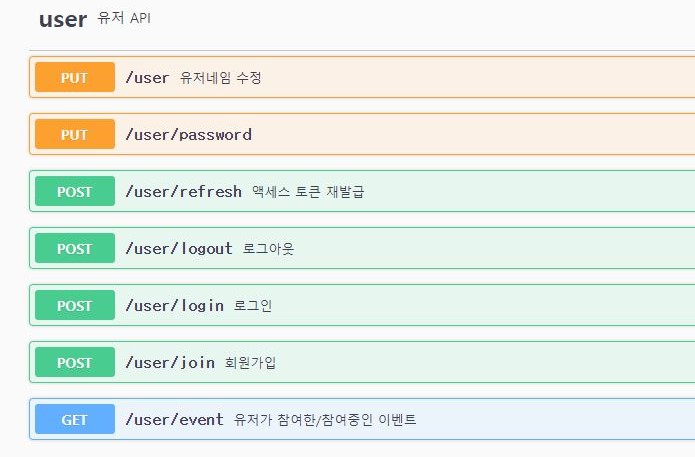 user 유저 API
PUT /user 유저네임 수정
PUT /user/password
POST /user/refresh 액세스 토큰 재발급
POST /user/logout 로그아웃
POST /user/login 로그인
POST /user/join 회원가입
GET /user/event 유저가 참여한/참여중인 이벤트